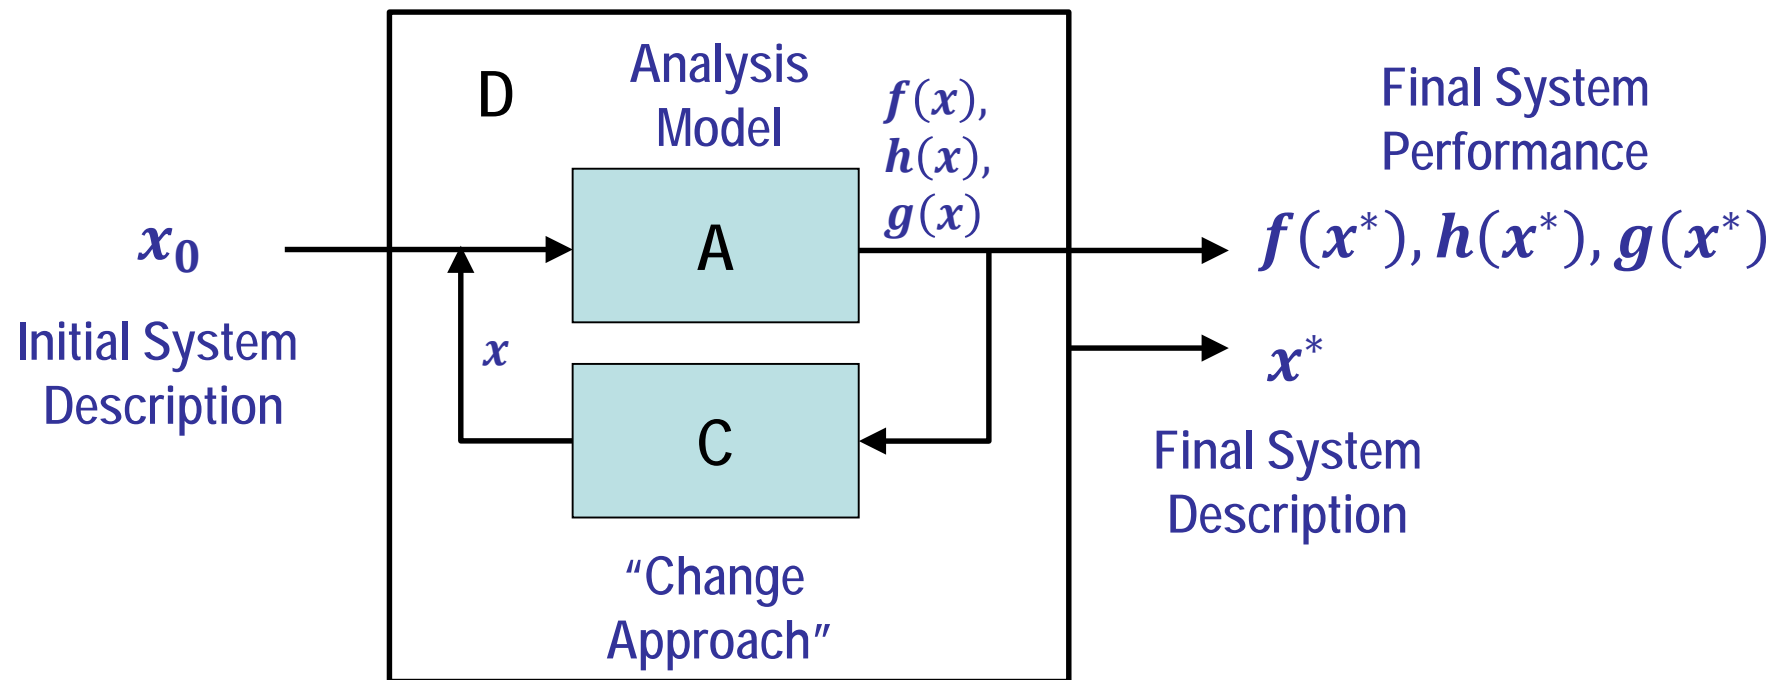 D
Analysis
Model
f(x),
h(x),
g(x)
A
x
C
“Change
Approach”
x₀
Initial System
Description
Final System
Performance
f(x*), h(x*), g(x*)
x*
Final System
Description